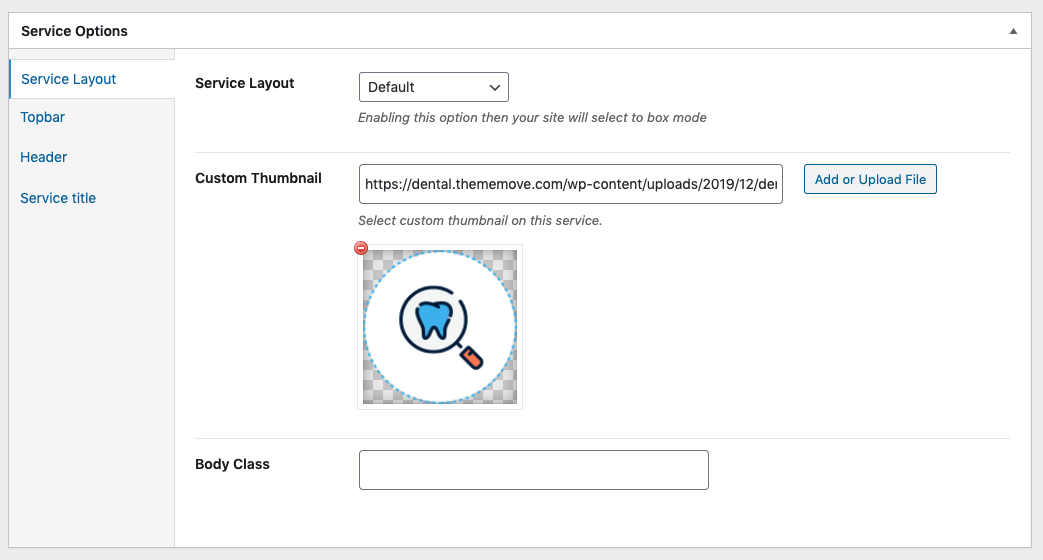 Service Options
Service Layout
Topbar
Header
Service title
Service Layout
Default
Enabling this option then your site will select to box mode
Custom Thumbnail
https://dental.thememove.com/wp-content/uploads/2019/12/
Add or Upload File
Select custom thumbnail on this service.
Body Class